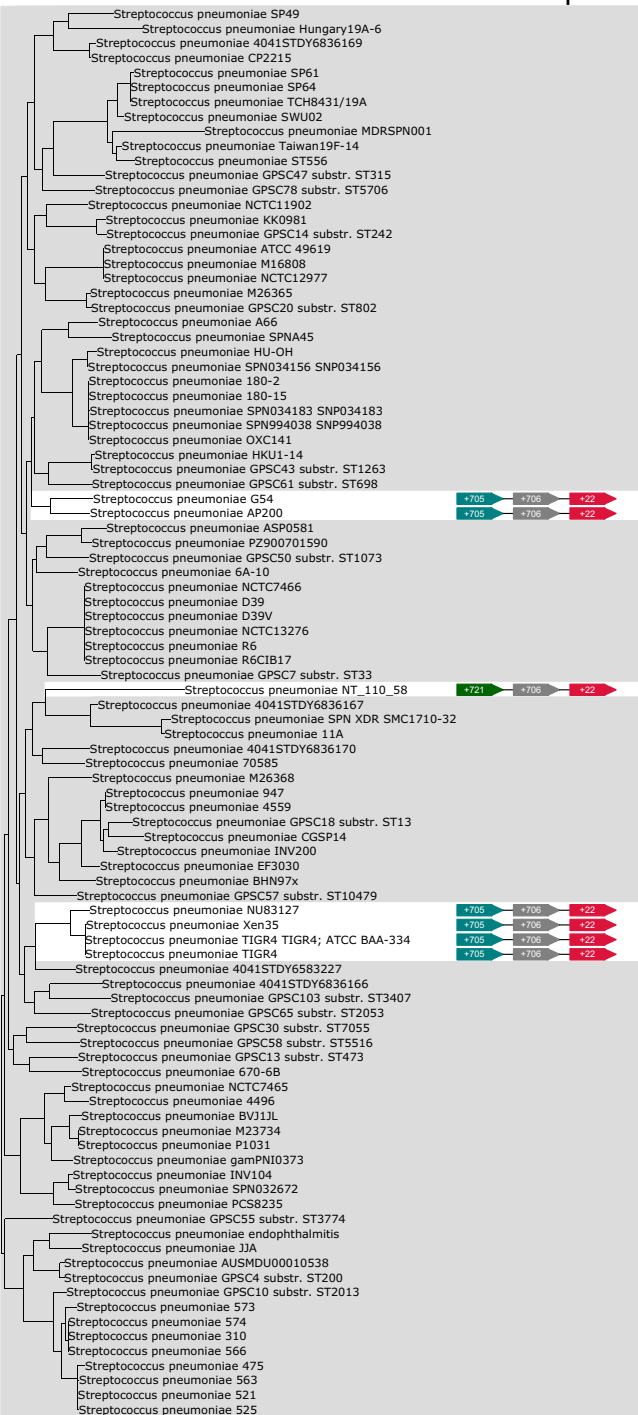 Streptococcus pneumoniae SP49
Streptococcus pneumoniae Hungary19A-6
Streptococcus pneumoniae 4041STDY6836169
Streptococcus pneumoniae CP2215
Streptococcus pneumoniae SP61
Streptococcus pneumoniae SP64
Streptococcus pneumoniae TCH8431/19A
Streptococcus pneumoniae SWU02
Streptococcus pneumoniae MDRSPN001
Streptococcus pneumoniae Taiwan19F-14
Streptococcus pneumoniae ST556
Streptococcus pneumoniae GPSC47 substr. ST315
Streptococcus pneumoniae GPSC78 substr. ST5706
Streptococcus pneumoniae NCTC11902
Streptococcus pneumoniae KK0981
Streptococcus pneumoniae GPSC14 substr. ST242
Streptococcus pneumoniae ATCC 49619
Streptococcus pneumoniae M16808
Streptococcus pneumoniae NCTC12977
Streptococcus pneumoniae M26365
Streptococcus pneumoniae GPSC20 substr. ST802
Streptococcus pneumoniae A66
Streptococcus pneumoniae SPNA45
Streptococcus pneumoniae HU-OH
Streptococcus pneumoniae SPN034156 SNP034156
Streptococcus pneumoniae 180-2
Streptococcus pneumoniae 180-15
Streptococcus pneumoniae SPN034183 SNP034183
Streptococcus pneumoniae SPN994038 SNP994038
Streptococcus pneumoniae OXC141
Streptococcus pneumoniae HKU1-14
Streptococcus pneumoniae GPSC43 substr. ST1263
Streptococcus pneumoniae GPSC61 substr. ST698
Streptococcus pneumoniae G54 +705 +706 +22
Streptococcus pneumoniae AP200 +705 +706 +22
Streptococcus pneumoniae ASP0581
Streptococcus pneumoniae PZ900701590
Streptococcus pneumoniae GPSC50 substr. ST1073
Streptococcus pneumoniae 6A-10
Streptococcus pneumoniae NCTC7466
Streptococcus pneumoniae D39
Streptococcus pneumoniae D39V
Streptococcus pneumoniae NCTC13276
Streptococcus pneumoniae R6
Streptococcus pneumoniae R6CIB17
Streptococcus pneumoniae GPSC7 substr. ST33
Streptococcus pneumoniae NT_110_58 +721 +706 +22
Streptococcus pneumoniae 4041STDY6836167
Streptococcus pneumoniae SPN XDR SMC1710-32
Streptococcus pneumoniae 11A
Streptococcus pneumoniae 4041STDY6836170
Streptococcus pneumoniae 70585
Streptococcus pneumoniae M26368
Streptococcus pneumoniae 947
Streptococcus pneumoniae 4559
Streptococcus pneumoniae GPSC18 substr. ST13
Streptococcus pneumoniae CGSP14
Streptococcus pneumoniae INV200
Streptococcus pneumoniae EF3030
Streptococcus pneumoniae BHN97x
Streptococcus pneumoniae GPSC57 substr. ST10479
Streptococcus pneumoniae NU83127 +705 +706 +22
Streptococcus pneumoniae Xen35 +705 +706 +22
Streptococcus pneumoniae TIGR4 TIGR4; ATCC BAA-334 +705 +706 +22
Streptococcus pneumoniae TIGR4 +705 +706 +22
Streptococcus pneumoniae 4041STDY6583227
Streptococcus pneumoniae 4041STDY6836166
Streptococcus pneumoniae GPSC103 substr. ST3407
Streptococcus pneumoniae GPSC65 substr. ST2053
Streptococcus pneumoniae GPSC30 substr. ST7055
Streptococcus pneumoniae GPSC58 substr. ST5516
Streptococcus pneumoniae GPSC13 substr. ST473
Streptococcus pneumoniae 670-6B
Streptococcus pneumoniae NCTC7465
Streptococcus pneumoniae 4496
Streptococcus pneumoniae BVJ1JL
Streptococcus pneumoniae M23734
Streptococcus pneumoniae P1031
Streptococcus pneumoniae gamPNI0373
Streptococcus pneumoniae INV104
Streptococcus pneumoniae SPN032672
Streptococcus pneumoniae PCS8235
Streptococcus pneumoniae GPSC55 substr. ST3774
Streptococcus pneumoniae endophthalmitis
Streptococcus pneumoniae JJA
Streptococcus pneumoniae AUSMDU00010538
Streptococcus pneumoniae GPSC4 substr. ST200
Streptococcus pneumoniae GPSC10 substr. ST2013
Streptococcus pneumoniae 573
Streptococcus pneumoniae 574
Streptococcus pneumoniae 310
Streptococcus pneumoniae 566
Streptococcus pneumoniae 475
Streptococcus pneumoniae 563
Streptococcus pneumoniae 521
Streptococcus pneumoniae 525